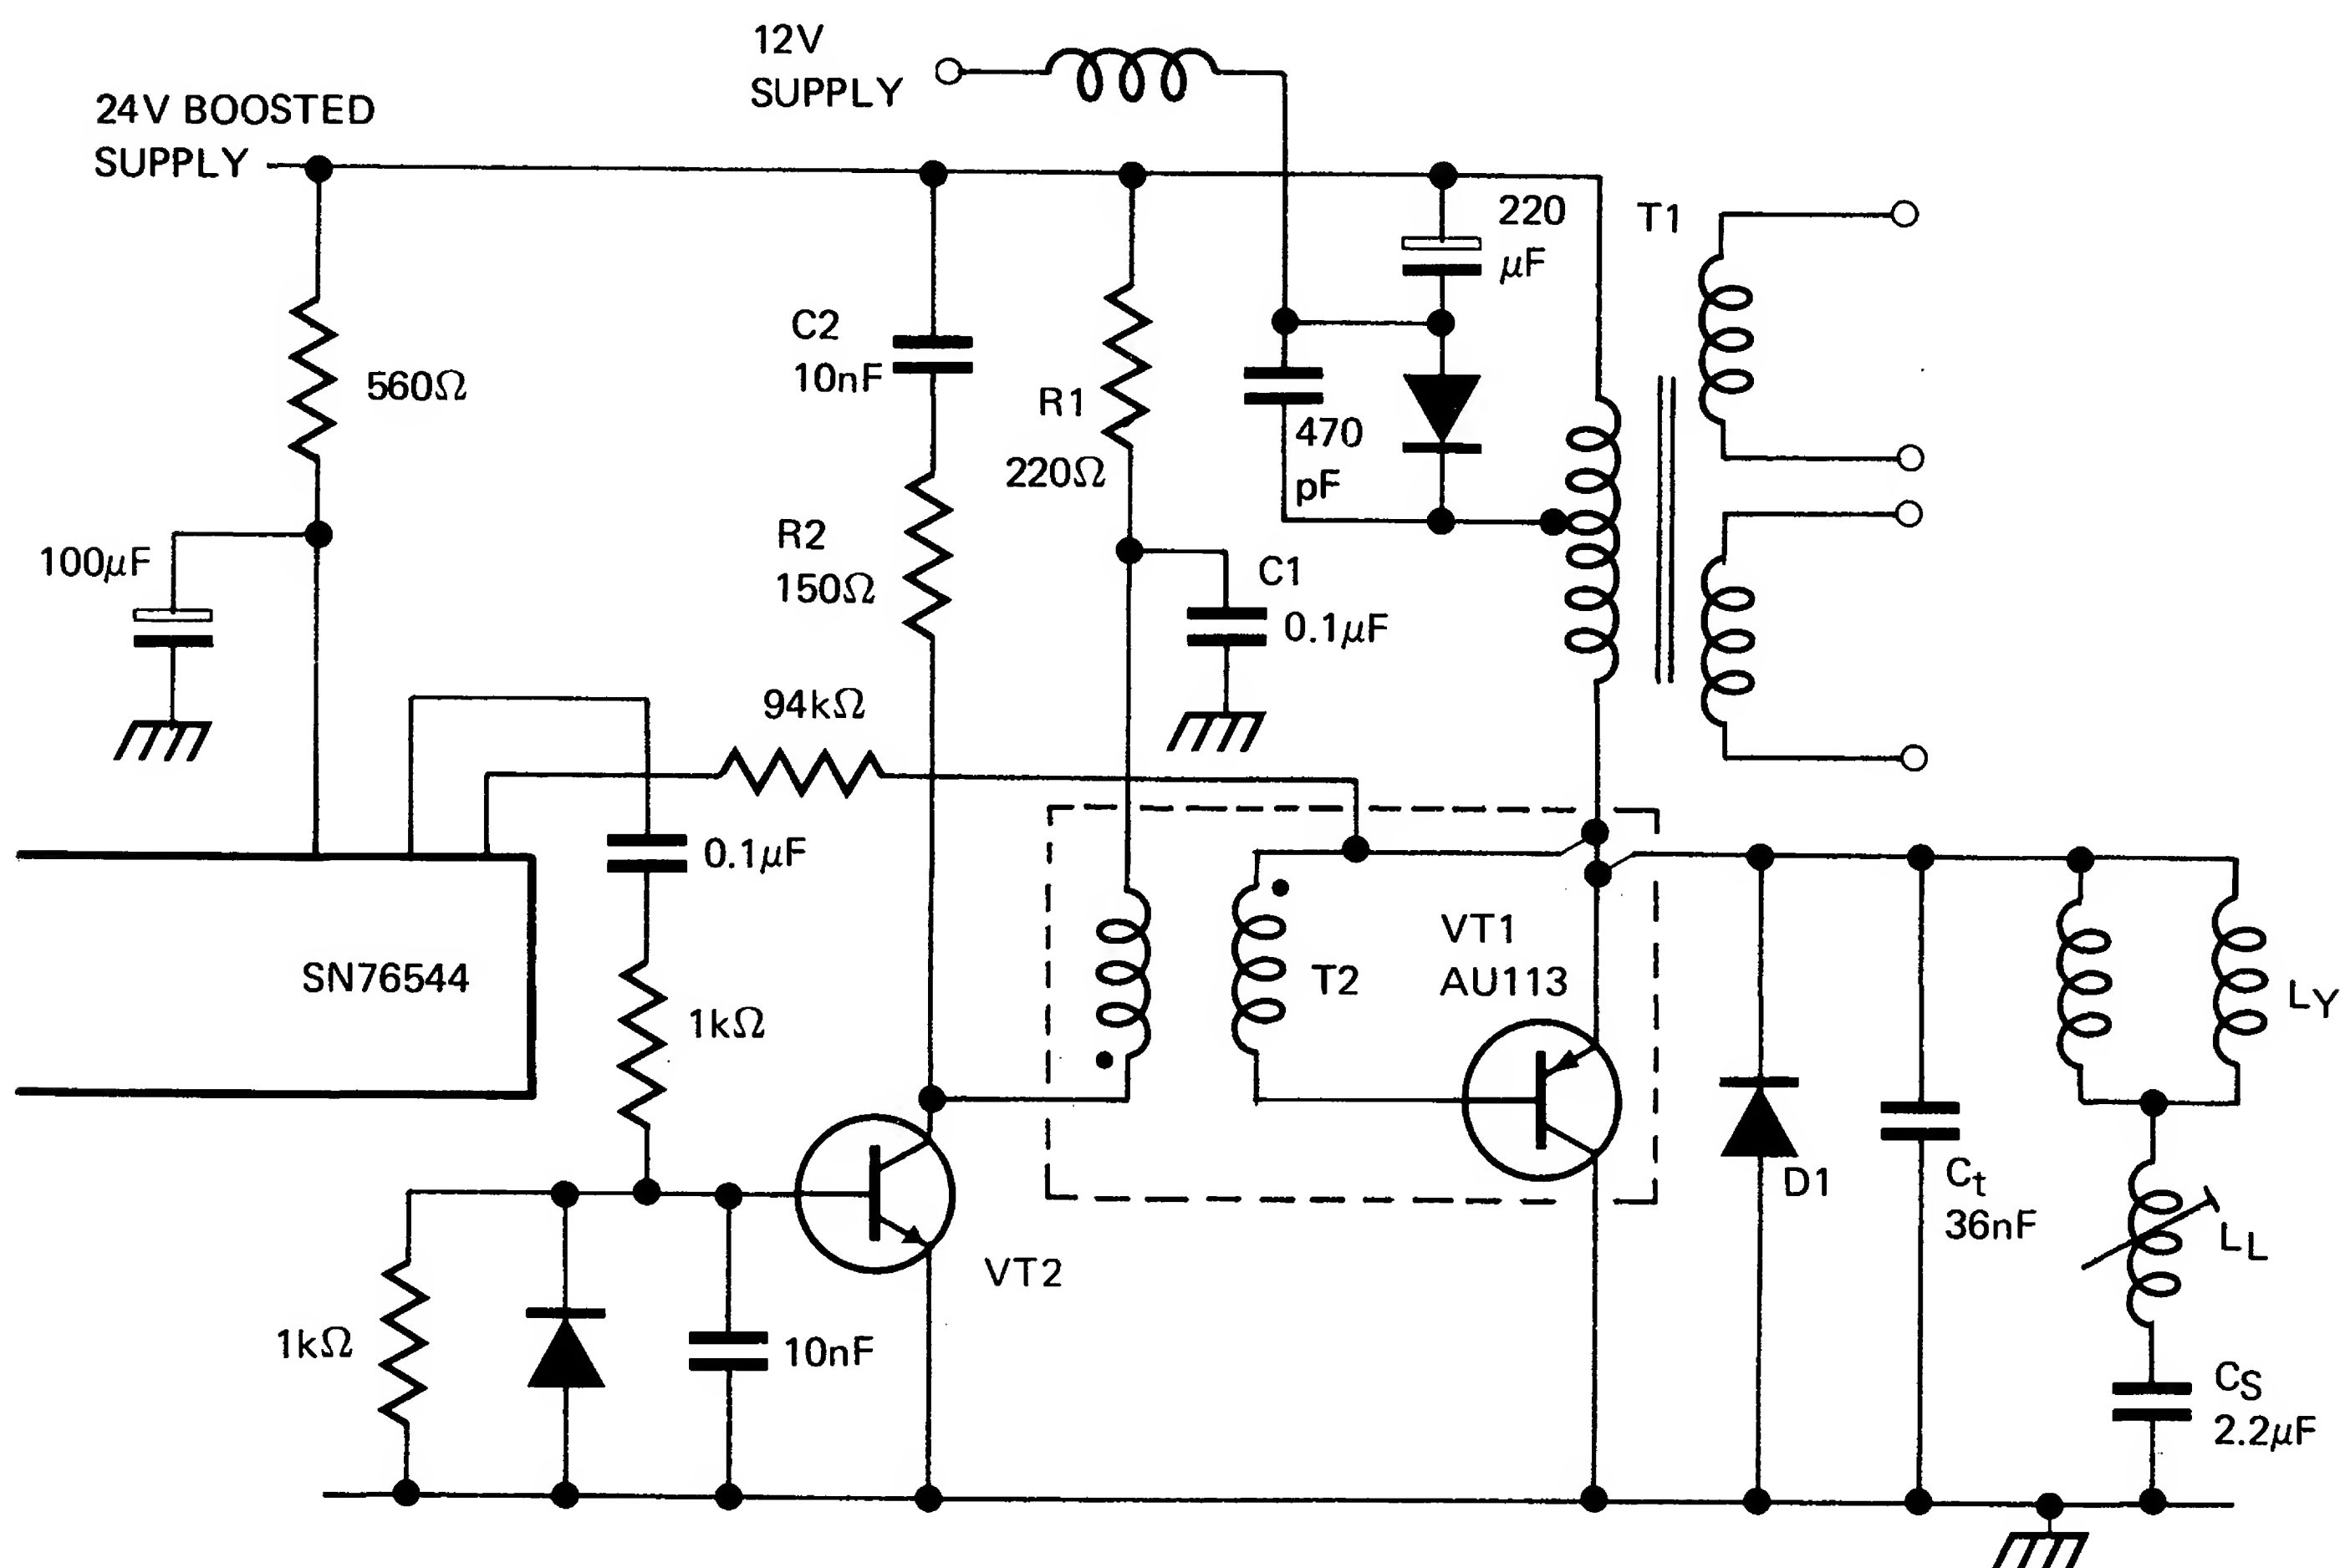 12V
SUPPLY
24V BOOSTED
SUPPLY
220
μF
T1
C2
10nF
560Ω
R1
220Ω
470
pF
R2
150Ω
100μF
C1
0.1μF
94kΩ
0.1μF
SN76544
1kΩ
T2
VT1
AU113
LY
D1
Ct
36nF
LL
VT2
1kΩ
10nF
CS
2.2μF